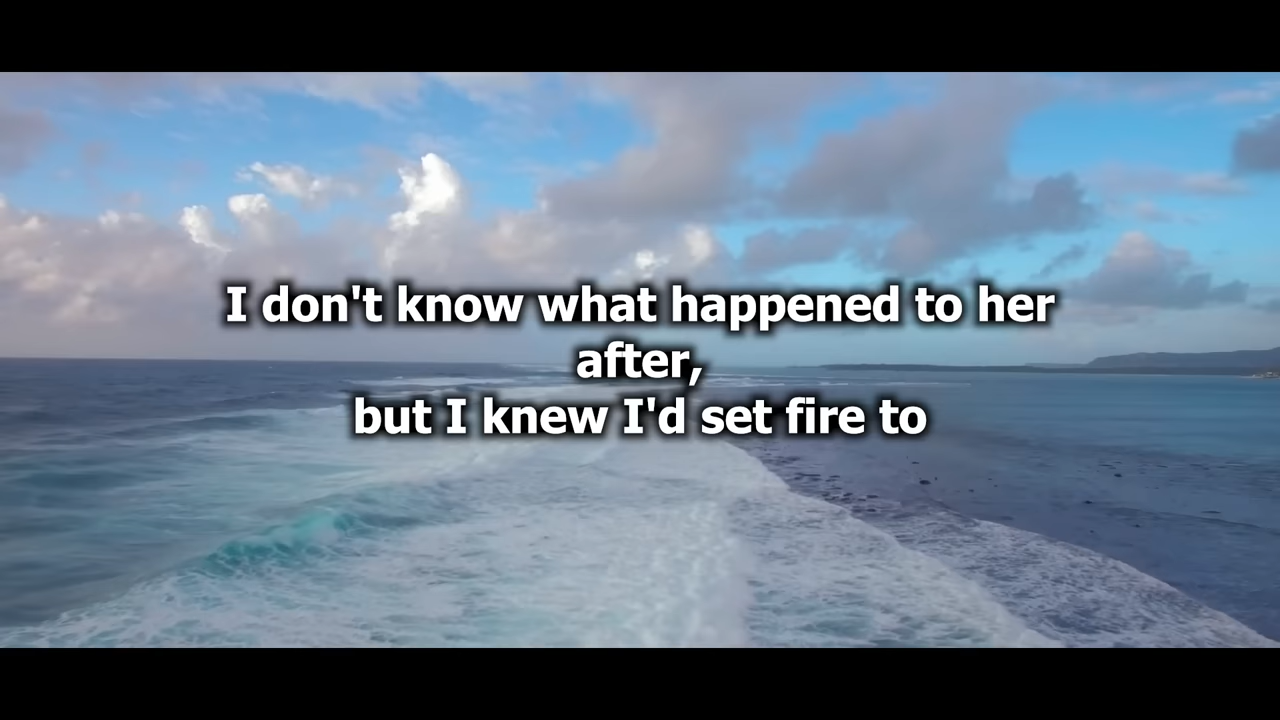 I don't know what happened to her
after,
but I knew I'd set fire to